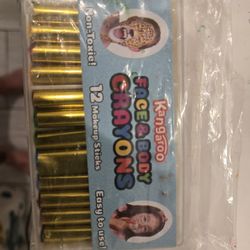 Non-Toxic!
Kangaroo
FACE & BODY
CRAYONS
12 Makeup Sticks
Easy to use!